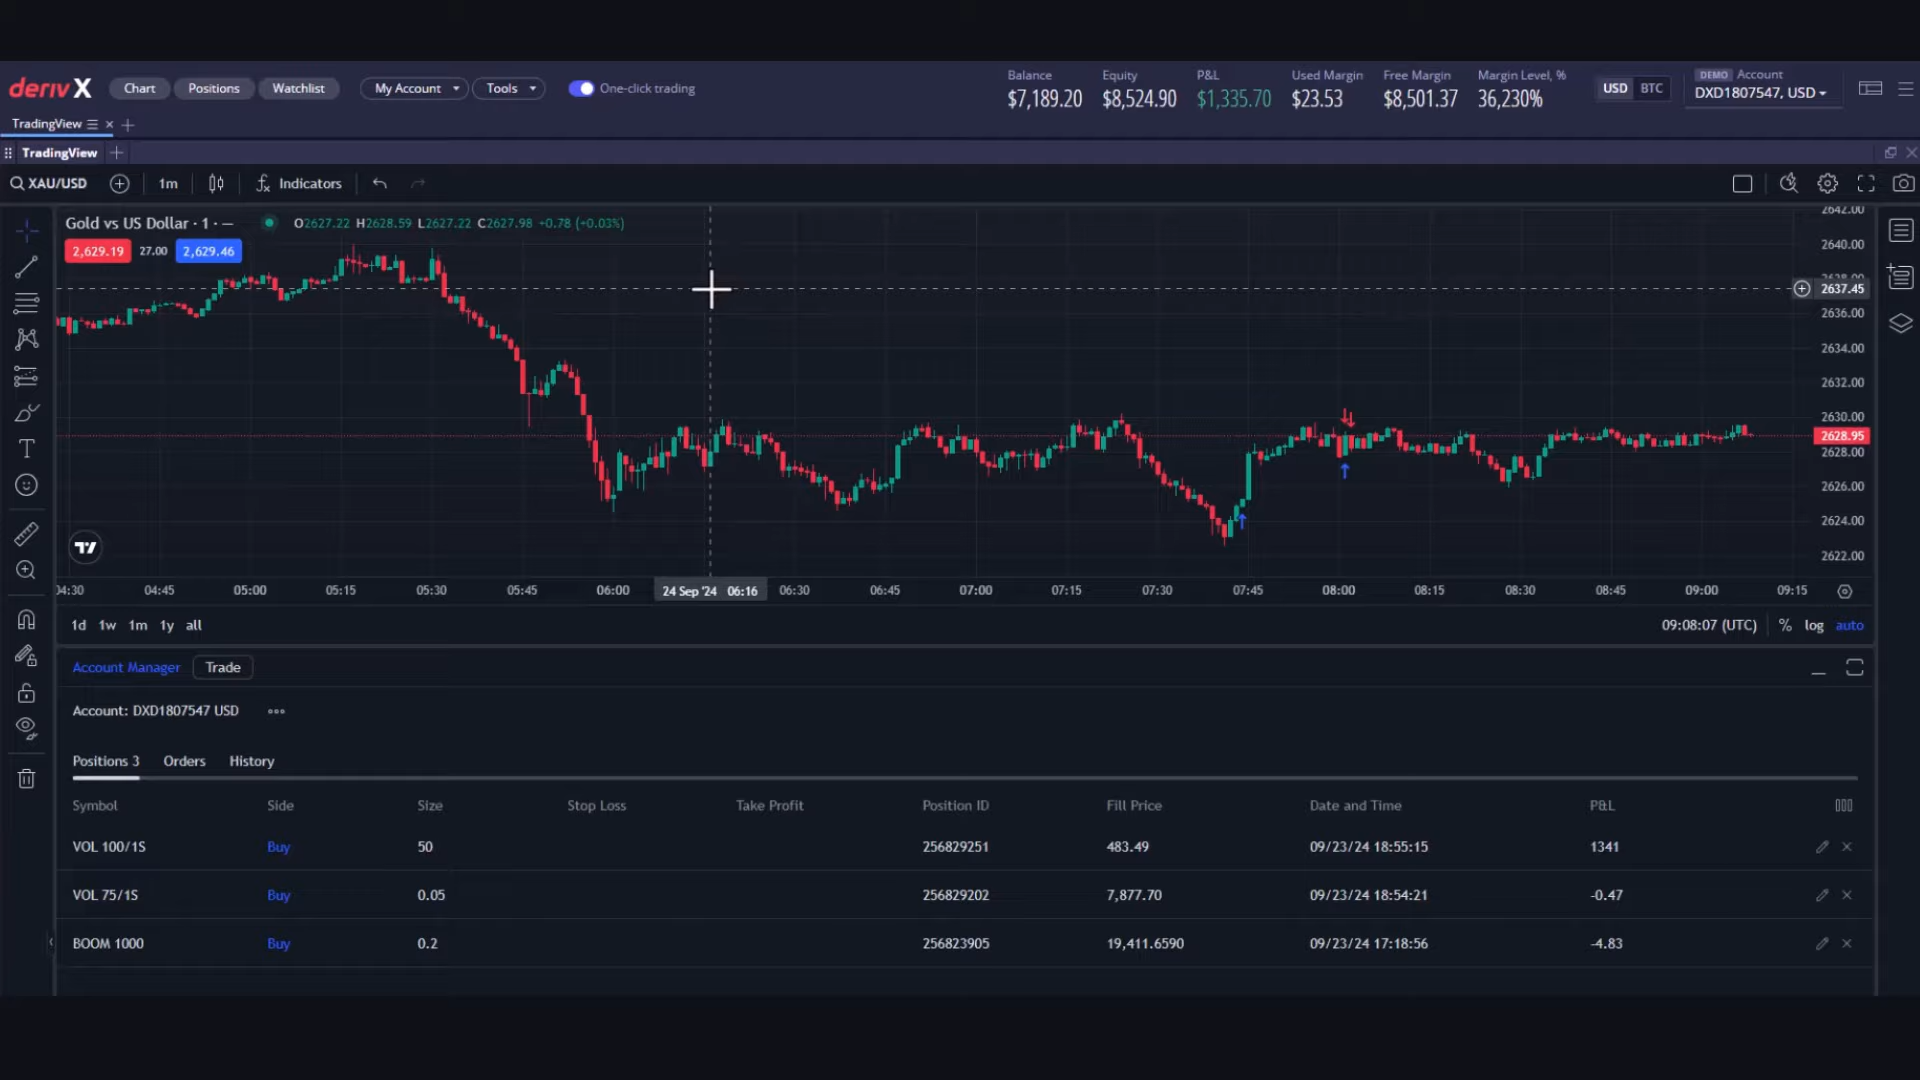 deriv X Chart Positions Watchlist My Account Tools One-click trading
Balance Equity P&L Used Margin Free Margin Margin Level, % DEMO Account
$7,189.20 $8,524.90 $1,335.70 $23.53 $8,501.37 36,230% USD BTC DXD1807547, USD
TradingView
TradingView
XAU/USD 1m Indicators
Gold vs US Dollar · 1 · — O2627.22 H2628.59 L2627.22 C2627.98 +0.78 (+0.03%)
2,629.19 27.00 2,629.46
2642.00
2640.00
2637.45
2636.00
2634.00
2632.00
2630.00
2628.95
2628.00
2626.00
2624.00
2622.00
04:30 04:45 05:00 05:15 05:30 05:45 06:00 24 Sep '24 06:16 06:30 06:45 07:00 07:15 07:30 07:45 08:00 08:15 08:30 08:45 09:00 09:15
1d 1w 1m 1y all 09:08:07 (UTC) % log auto
Account Manager Trade
Account: DXD1807547 USD
Positions 3 Orders History
Symbol Side Size Stop Loss Take Profit Position ID Fill Price Date and Time P&L
VOL 100/1S Buy 50 256829251 483.49 09/23/24 18:55:15 1341
VOL 75/1S Buy 0.05 256829202 7,877.70 09/23/24 18:54:21 -0.47
BOOM 1000 Buy 0.2 256823905 19,411.6590 09/23/24 17:18:56 -4.83